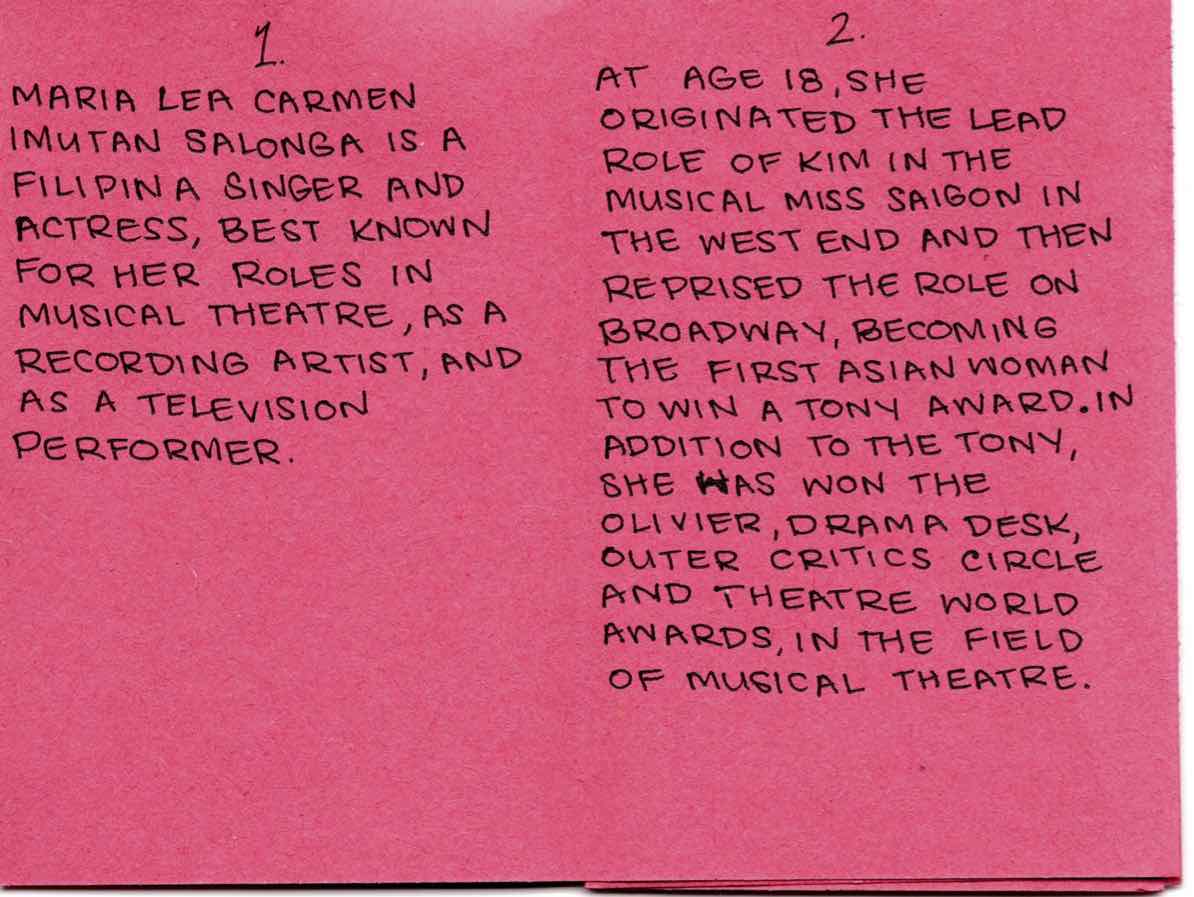 1.
MARIA LEA CARMEN
IMUTAN SALONGA IS A
FILIPINA SINGER AND
ACTRESS, BEST KNOWN
FOR HER ROLES IN
MUSICAL THEATRE, AS A
RECORDING ARTIST, AND
AS A TELEVISION
PERFORMER.
2.
AT AGE 18, SHE
ORIGINATED THE LEAD
ROLE OF KIM IN THE
MUSICAL MISS SAIGON IN
THE WEST END AND THEN
REPRISED THE ROLE ON
BROADWAY, BECOMING
THE FIRST ASIAN WOMAN
TO WIN A TONY AWARD. IN
ADDITION TO THE TONY,
SHE HAS WON THE
OLIVIER, DRAMA DESK,
OUTER CRITICS CIRCLE
AND THEATRE WORLD
AWARDS, IN THE FIELD
OF MUSICAL THEATRE.